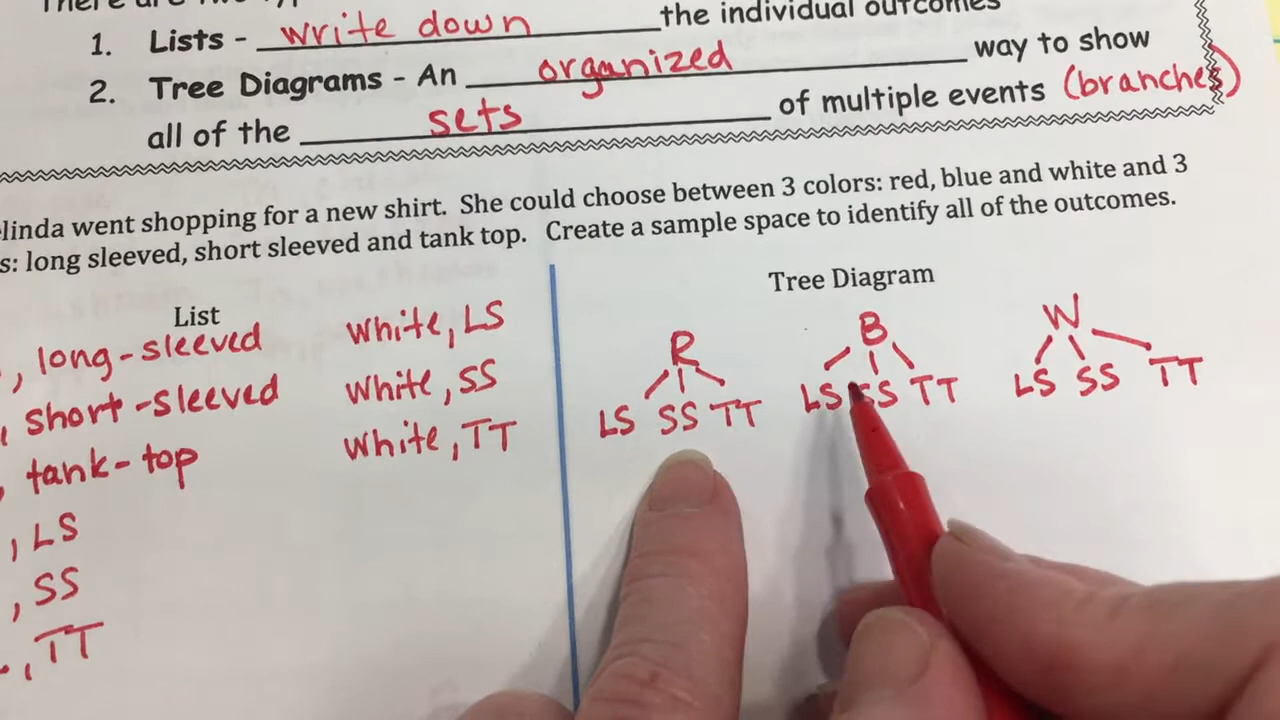 1. Lists - write down the individual outcomes
2. Tree Diagrams - An organized way to show
all of the sets of multiple events (branches)
linda went shopping for a new shirt. She could choose between 3 colors: red, blue and white and 3
s: long sleeved, short sleeved and tank top. Create a sample space to identify all of the outcomes.
List
, long-sleeved
, short-sleeved
, tank-top
, LS
, SS
, TT
white, LS
white, SS
white, TT
Tree Diagram
R B W
LS SS TT LS SS TT LS SS TT